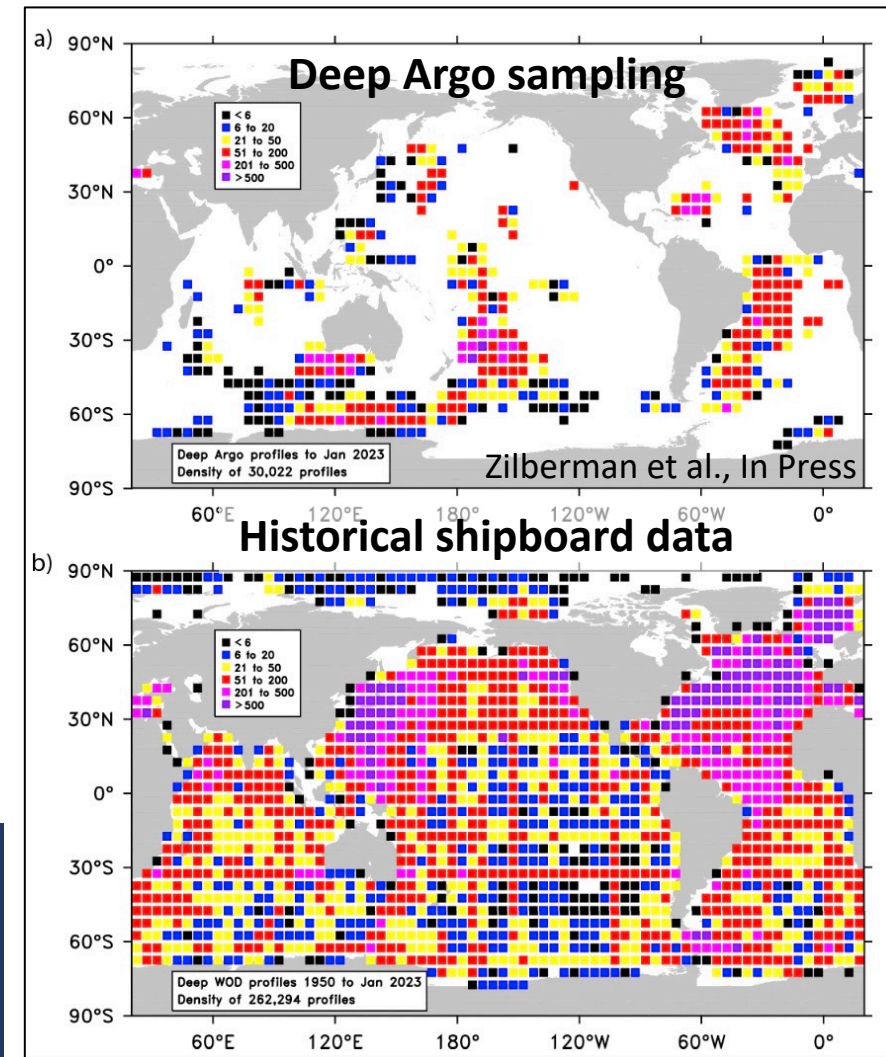 a)
Deep Argo sampling
90°N
60°N
30°N
0°
30°S
60°S
90°S
< 6
6 to 20
21 to 50
51 to 200
201 to 500
>500
Deep Argo profiles to Jan 2023
Density of 30,022 profiles
Zilberman et al., In Press
60°E 120°E 180° 120°W 60°W 0°
Historical shipboard data
b)
90°N
60°N
30°N
0°
30°S
60°S
90°S
< 6
6 to 20
21 to 50
51 to 200
201 to 500
>500
Deep WOD profiles 1950 to Jan 2023
Density of 262,294 profiles
60°E 120°E 180° 120°W 60°W 0°